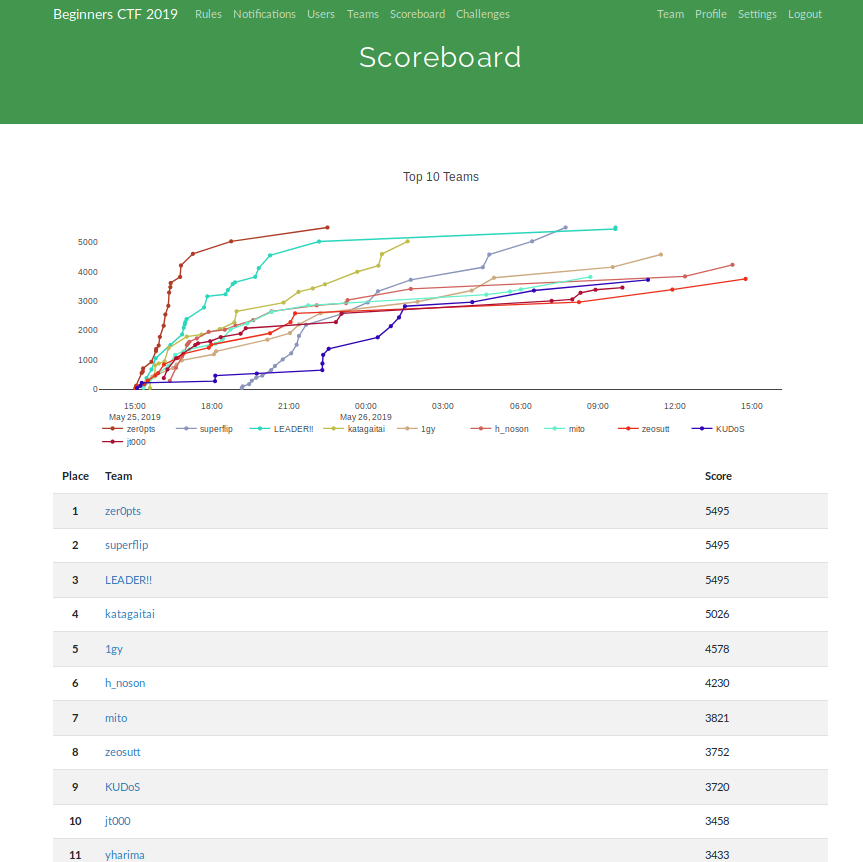 Beginners CTF 2019 Rules Notifications Users Teams Scoreboard Challenges Team Profile Settings Logout
Scoreboard
Top 10 Teams
5000
4000
3000
2000
1000
0
15:00 18:00 21:00 00:00 03:00 06:00 09:00 12:00 15:00
May 25, 2019 May 26, 2019
zer0pts superflip LEADER!! katagaitai 1gy h_noson mito zeosutt KUDoS
jt000
Place Team Score
1 zer0pts 5495
2 superflip 5495
3 LEADER!! 5495
4 katagaitai 5026
5 1gy 4578
6 h_noson 4230
7 mito 3821
8 zeosutt 3752
9 KUDoS 3720
10 jt000 3458
11 yharima 3433